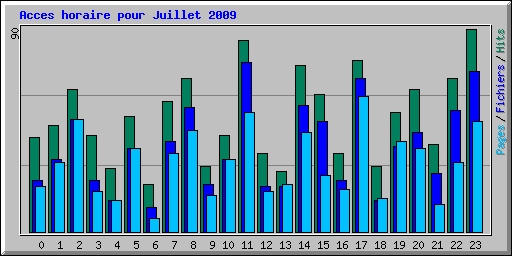 Acces horaire pour Juillet 2009
90
Pages / Fichiers / Hits
0 1 2 3 4 5 6 7 8 9 10 11 12 13 14 15 16 17 18 19 20 21 22 23